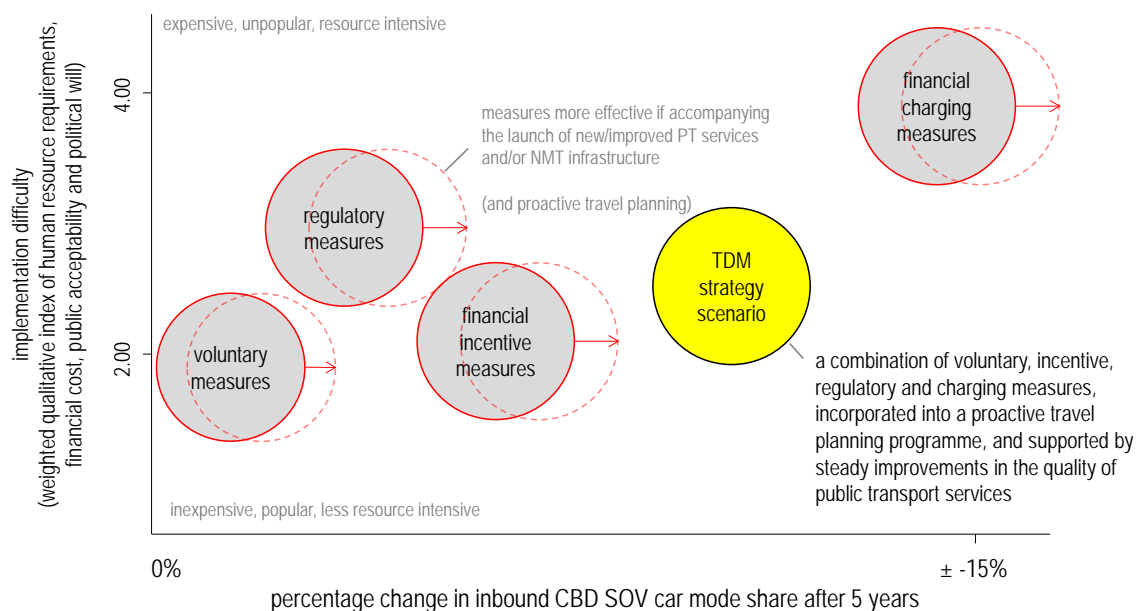 expensive, unpopular, resource intensive
implementation difficulty
(weighted qualitative index of human resource requirements,
financial cost, public acceptability and political will)
4.00
2.00
financial
charging
measures
measures more effective if accompanying
the launch of new/improved PT services
and/or NMT infrastructure
(and proactive travel planning)
regulatory
measures
TDM
strategy
scenario
financial
incentive
measures
voluntary
measures
a combination of voluntary, incentive,
regulatory and charging measures,
incorporated into a proactive travel
planning programme, and supported by
steady improvements in the quality of
public transport services
inexpensive, popular, less resource intensive
0%
± -15%
percentage change in inbound CBD SOV car mode share after 5 years